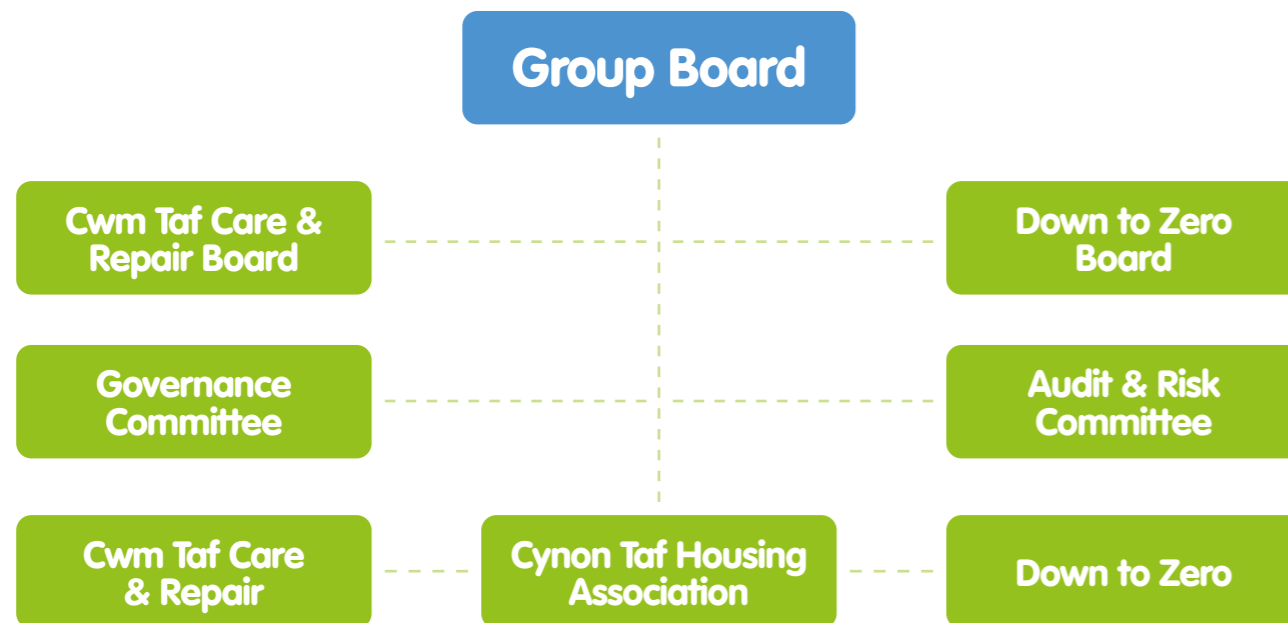 Group Board
Cwm Taf Care &
Repair Board
Down to Zero
Board
Governance
Committee
Audit & Risk
Committee
Cwm Taf Care
& Repair
Cynon Taf Housing
Association
Down to Zero